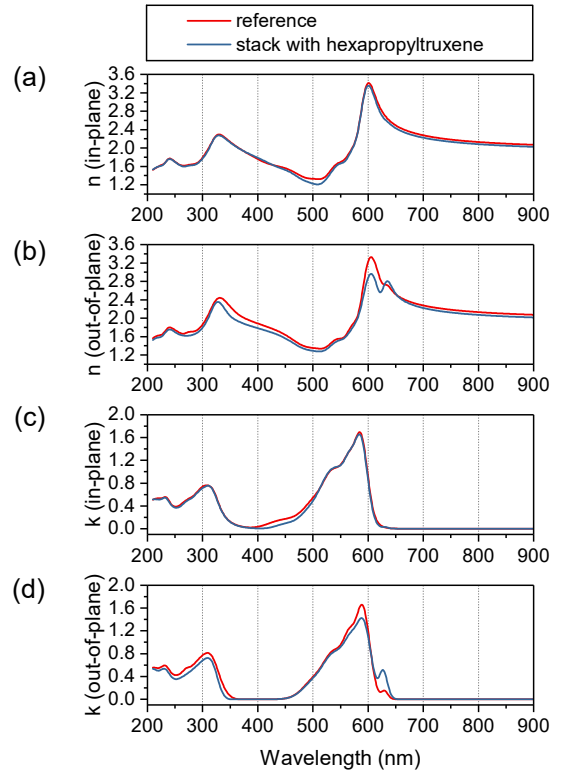 reference
stack with hexapropyltruxene
(a)
n (in-plane)
3.6
3.2
2.8
2.4
2.0
1.6
1.2
200 300 400 500 600 700 800 900
(b)
n (out-of-plane)
3.6
3.2
2.8
2.4
2.0
1.6
1.2
200 300 400 500 600 700 800 900
(c)
k (in-plane)
2.0
1.6
1.2
0.8
0.4
0.0
200 300 400 500 600 700 800 900
(d)
k (out-of-plane)
2.0
1.6
1.2
0.8
0.4
0.0
200 300 400 500 600 700 800 900
Wavelength (nm)